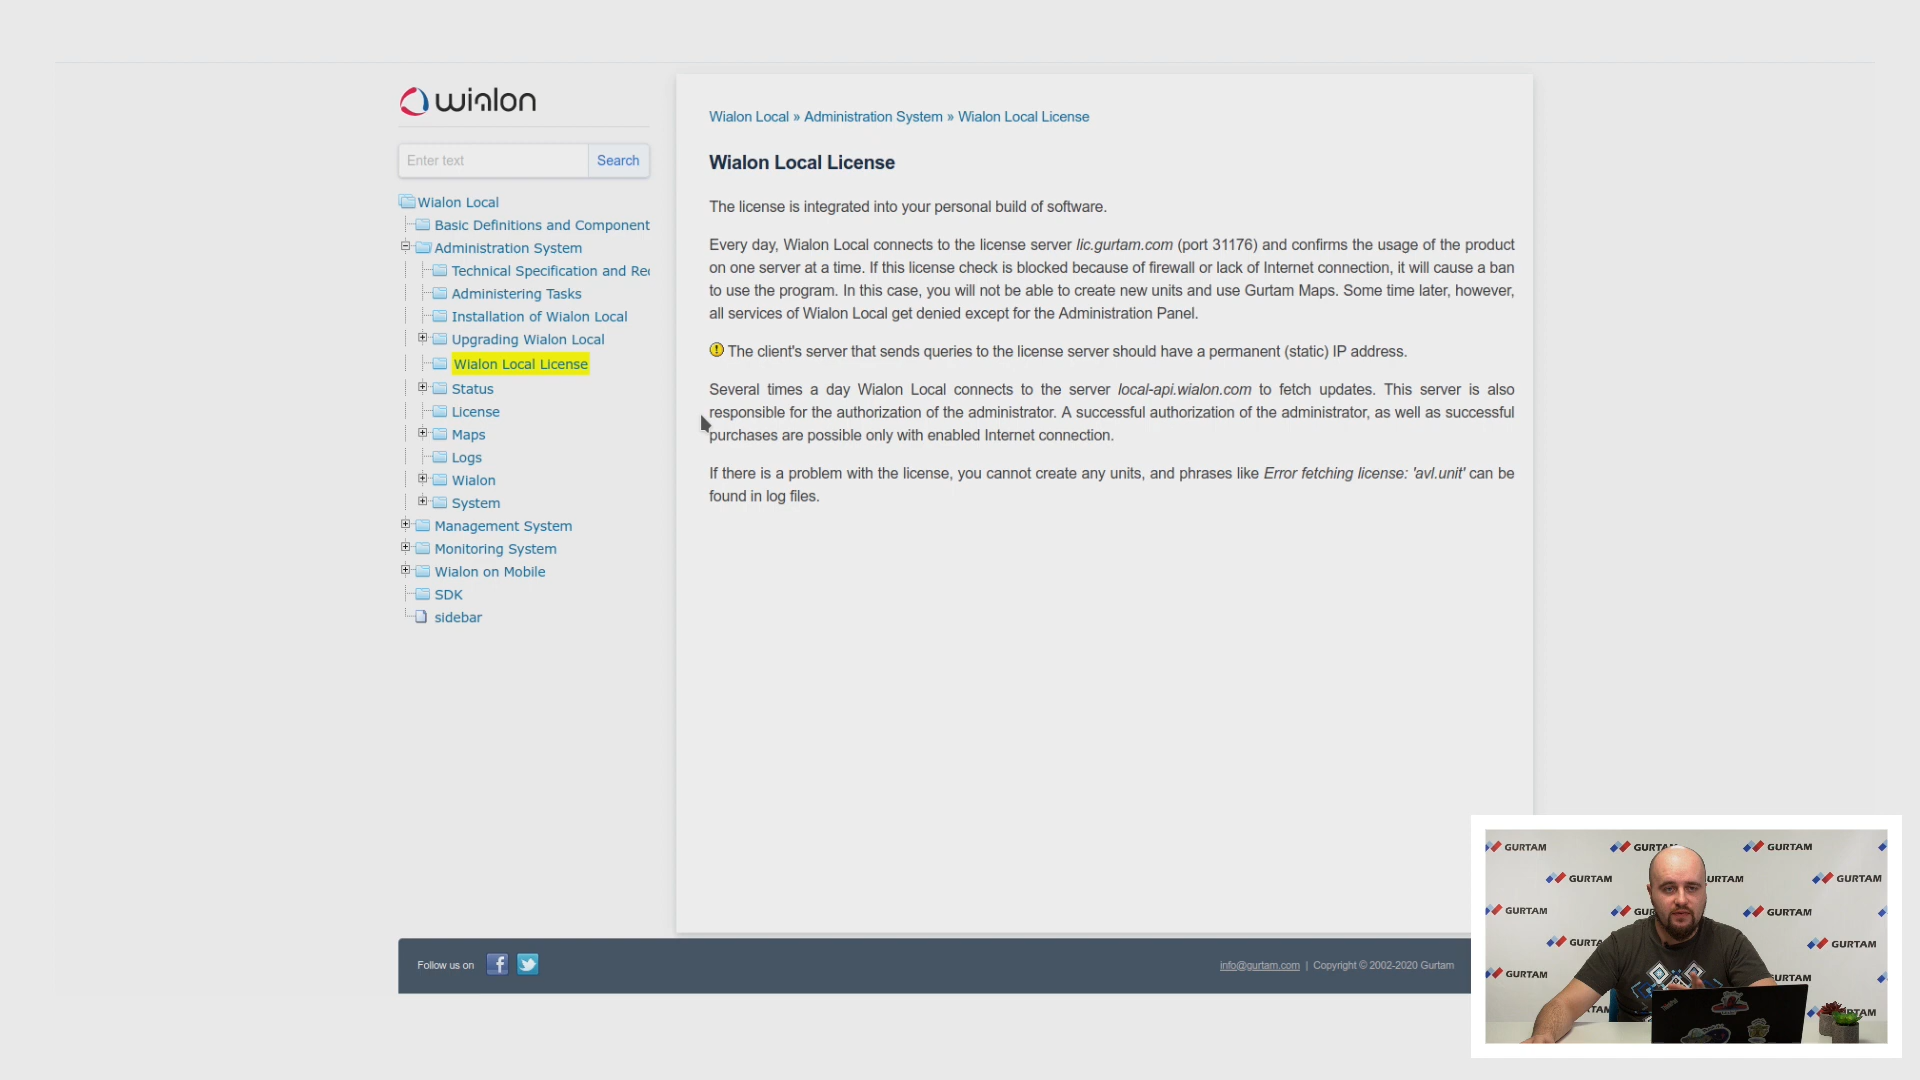 wialon
Enter text
Search
Wialon Local
Basic Definitions and Component
Administration System
Technical Specification and Rec
Administering Tasks
Installation of Wialon Local
Upgrading Wialon Local
Wialon Local License
Status
License
Maps
Logs
Wialon
System
Management System
Monitoring System
Wialon on Mobile
SDK
sidebar
Wialon Local » Administration System » Wialon Local License
Wialon Local License
The license is integrated into your personal build of software.
Every day, Wialon Local connects to the license server lic.gurtam.com (port 31176) and confirms the usage of the product
on one server at a time. If this license check is blocked because of firewall or lack of Internet connection, it will cause a ban
to use the program. In this case, you will not be able to create new units and use Gurtam Maps. Some time later, however,
all services of Wialon Local get denied except for the Administration Panel.
The client's server that sends queries to the license server should have a permanent (static) IP address.
Several times a day Wialon Local connects to the server local-api.wialon.com to fetch updates. This server is also
responsible for the authorization of the administrator. A successful authorization of the administrator, as well as successful
purchases are possible only with enabled Internet connection.
If there is a problem with the license, you cannot create any units, and phrases like Error fetching license: 'avl.unit' can be
found in log files.
Follow us on
info@gurtam.com | Copyright © 2002-2020 Gurtam
GURTAM GURTAM GURTAM
GURTAM URTAM GURTAM
GURTAM GUR GURTAM
GURTA GURTAM
GURTAM URTAM
TAM RTAM